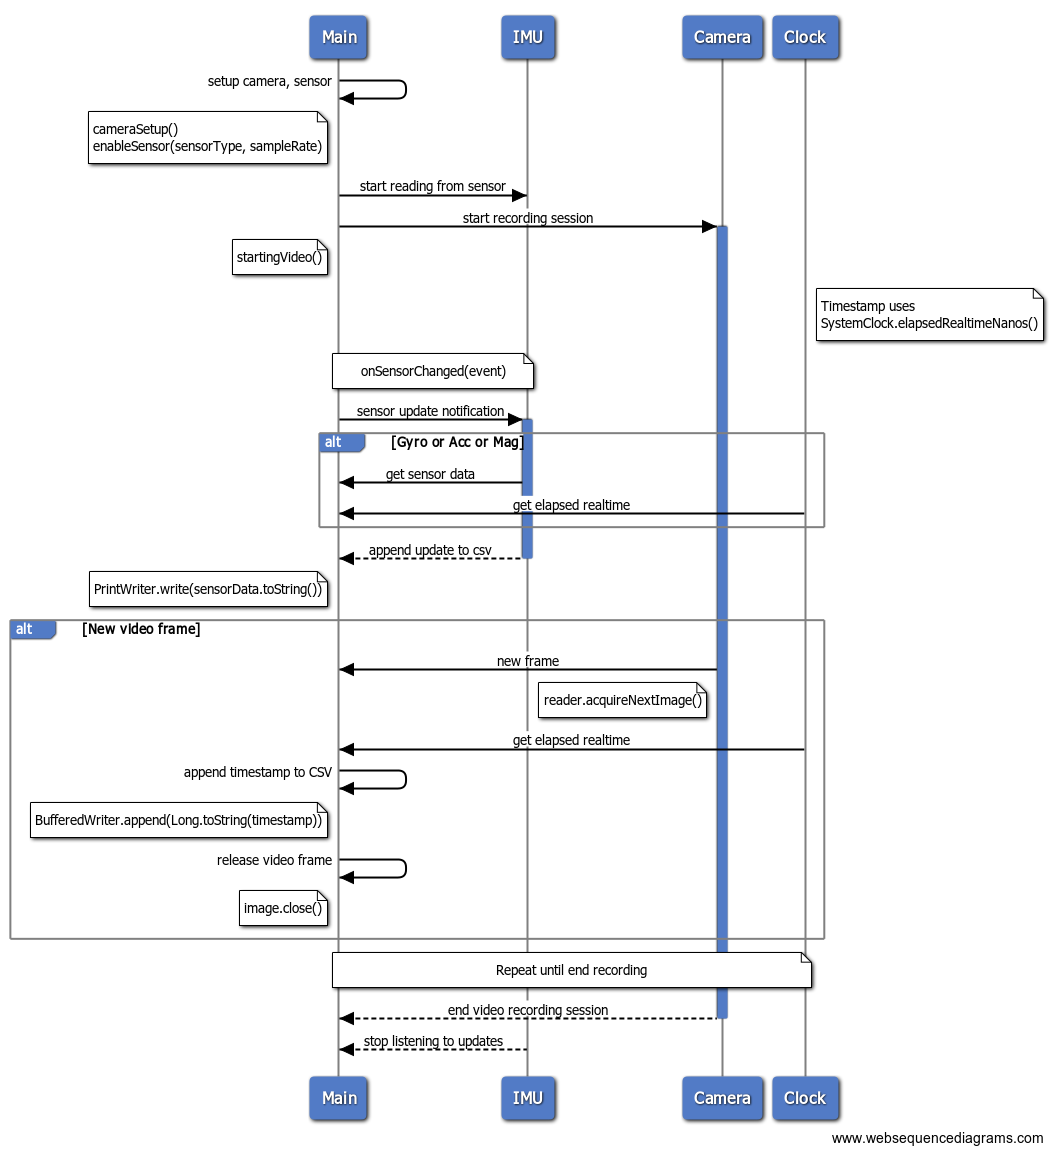 Main
IMU
Camera
Clock
setup camera, sensor
cameraSetup()
enableSensor(sensorType, sampleRate)
start reading from sensor
start recording session
startingVideo()
Timestamp uses
SystemClock.elapsedRealtimeNanos()
onSensorChanged(event)
sensor update notification
alt
[Gyro or Acc or Mag]
get sensor data
get elapsed realtime
append update to csv
PrintWriter.write(sensorData.toString())
alt
[New video frame]
new frame
reader.acquireNextImage()
get elapsed realtime
append timestamp to CSV
BufferedWriter.append(Long.toString(timestamp))
release video frame
image.close()
Repeat until end recording
end video recording session
stop listening to updates
Main
IMU
Camera
Clock
www.websequencediagrams.com